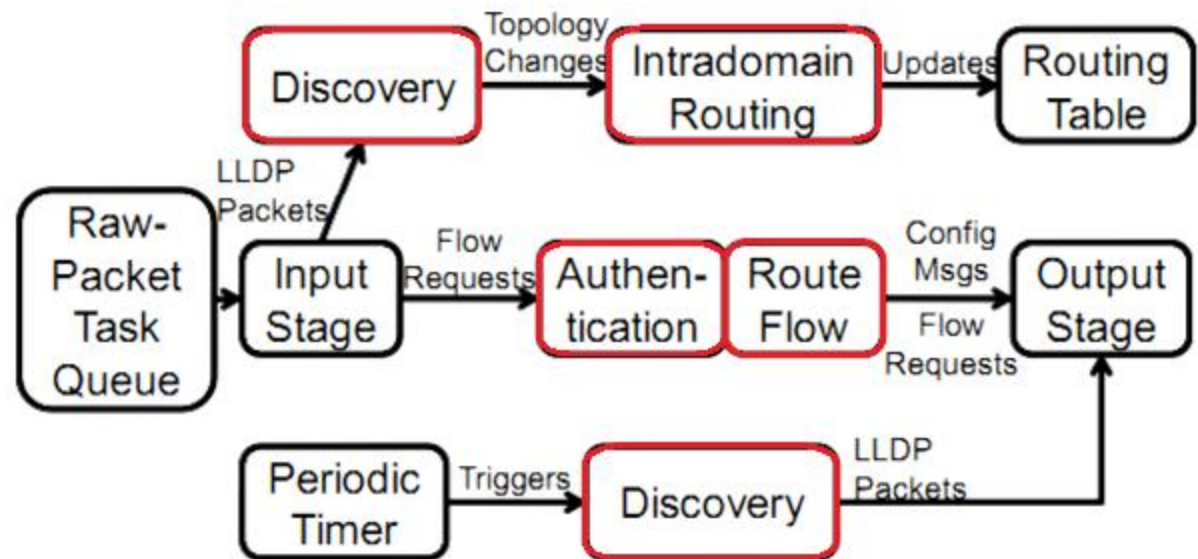 Discovery
Topology
Changes
Intradomain
Routing
Updates
Routing
Table
LLDP
Packets
Raw-
Packet
Task
Queue
Input
Stage
Flow
Requests
Authen-
tication
Route
Flow
Config
Msgs
Flow
Requests
Output
Stage
Periodic
Timer
Triggers
Discovery
LLDP
Packets